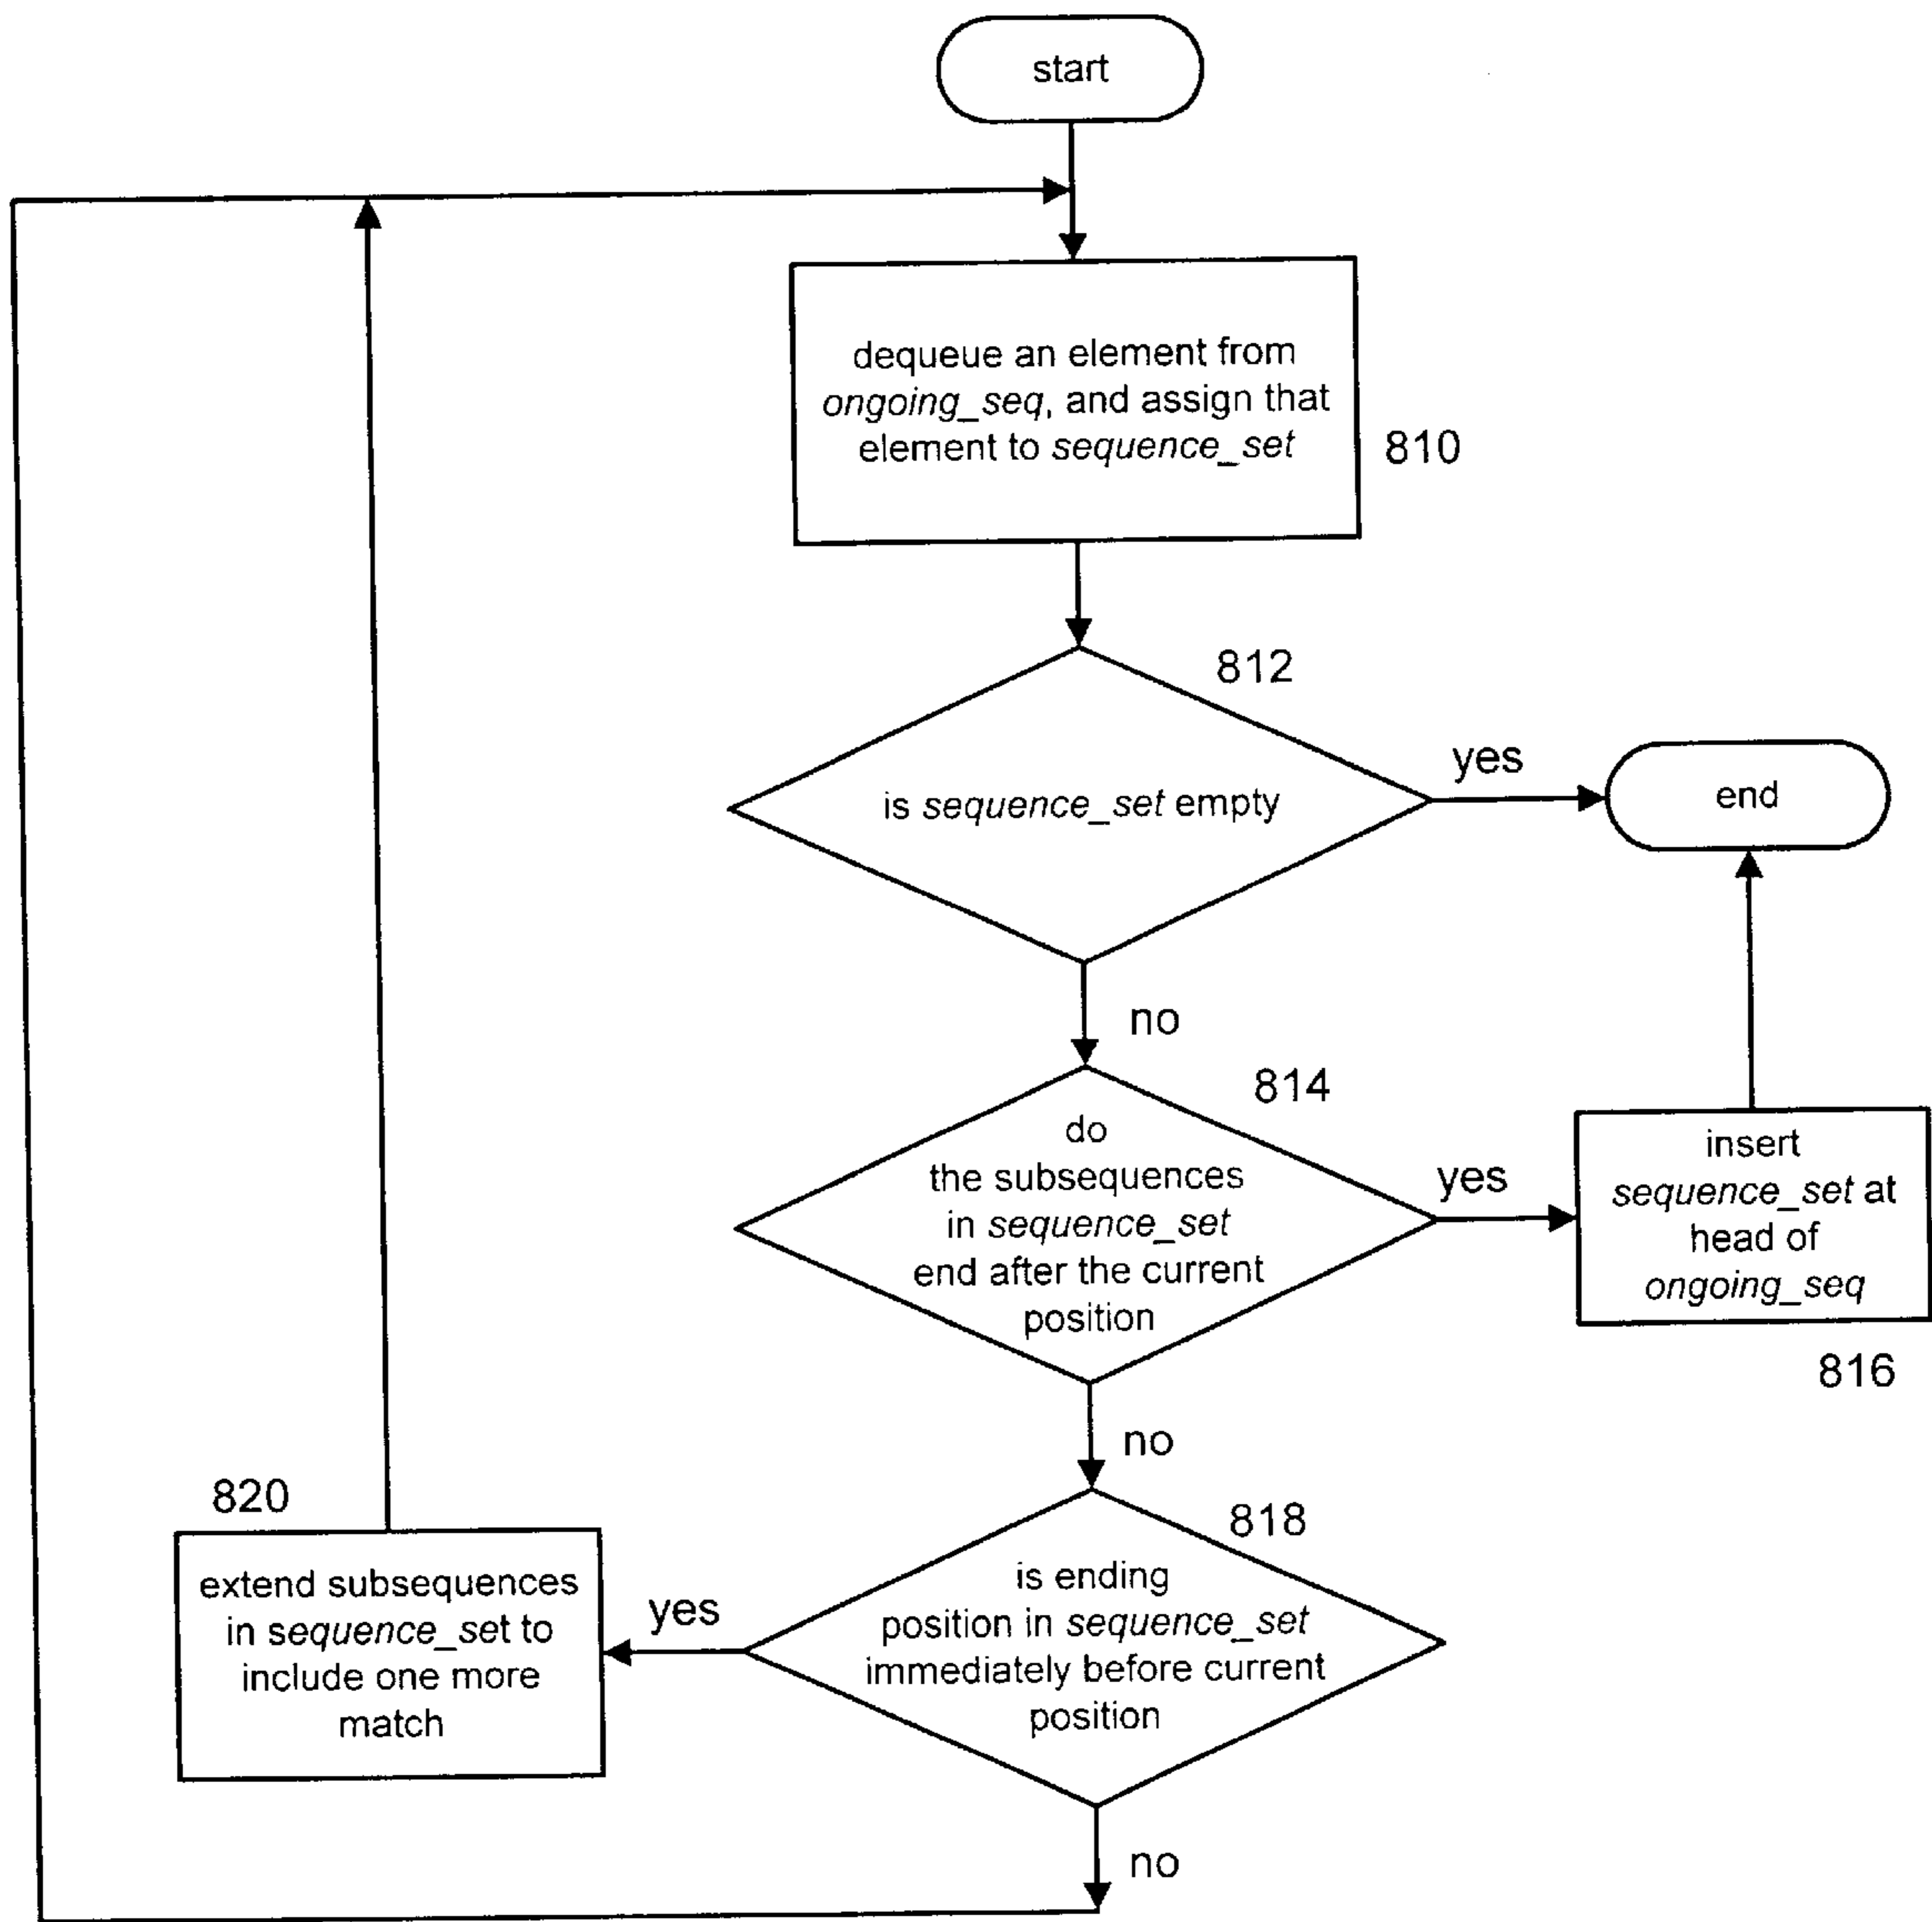 start
dequeue an element from
ongoing_seq, and assign that
element to sequence_set
810
812
is sequence_set empty
yes
end
no
814
do
the subsequences
in sequence_set
end after the current
position
yes
insert
sequence_set at
head of
ongoing_seq
816
no
818
is ending
position in sequence_set
immediately before current
position
yes
820
extend subsequences
in sequence_set to
include one more
match
no